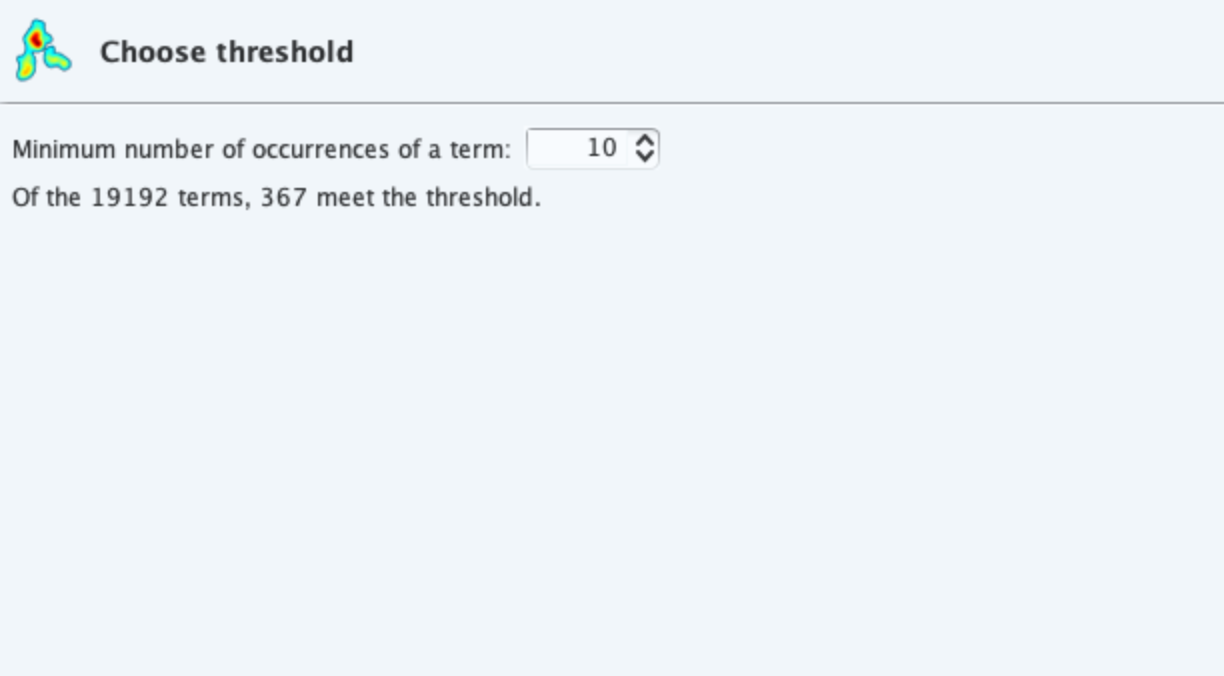 Choose threshold
Minimum number of occurrences of a term: 10
Of the 19192 terms, 367 meet the threshold.